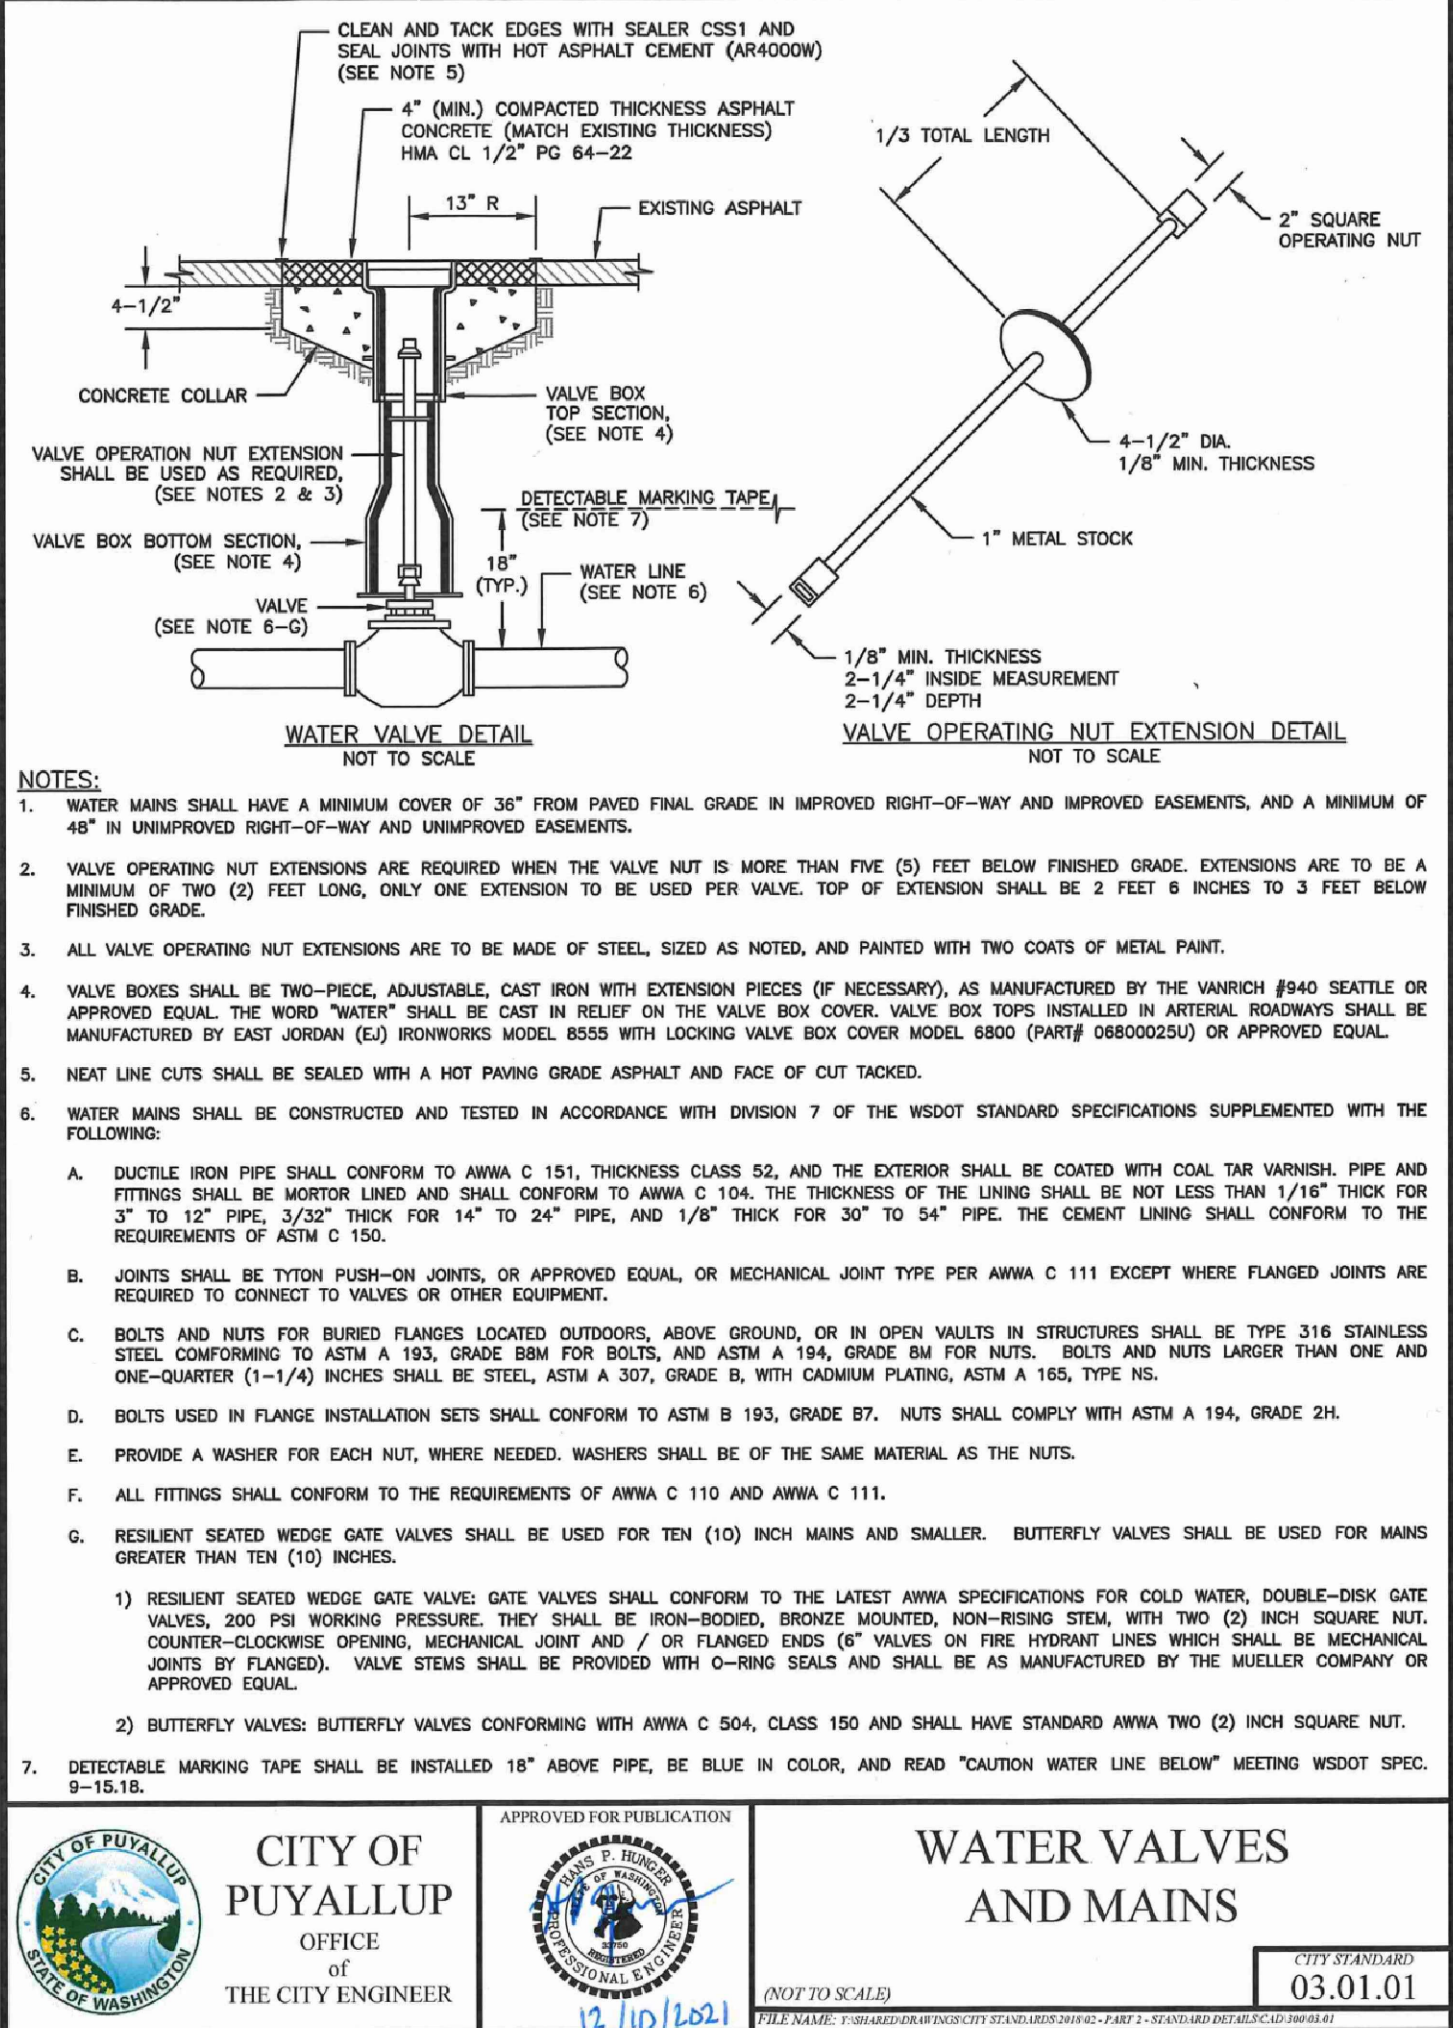 CLEAN AND TACK EDGES WITH SEALER CSS1 AND
SEAL JOINTS WITH HOT ASPHALT CEMENT (AR4000W)
(SEE NOTE 5)
4" (MIN.) COMPACTED THICKNESS ASPHALT
CONCRETE (MATCH EXISTING THICKNESS)
HMA CL 1/2" PG 64-22
13" R
EXISTING ASPHALT
4-1/2"
CONCRETE COLLAR
VALVE BOX
TOP SECTION,
(SEE NOTE 4)
VALVE OPERATION NUT EXTENSION
SHALL BE USED AS REQUIRED,
(SEE NOTES 2 & 3)
DETECTABLE MARKING TAPE
(SEE NOTE 7)
VALVE BOX BOTTOM SECTION,
(SEE NOTE 4)
18"
(TYP.)
WATER LINE
(SEE NOTE 6)
VALVE
(SEE NOTE 6-G)
WATER VALVE DETAIL
NOT TO SCALE
1/3 TOTAL LENGTH
2" SQUARE
OPERATING NUT
4-1/2" DIA.
1/8" MIN. THICKNESS
1" METAL STOCK
1/8" MIN. THICKNESS
2-1/4" INSIDE MEASUREMENT
2-1/4" DEPTH
VALVE OPERATING NUT EXTENSION DETAIL
NOT TO SCALE
NOTES:
1. WATER MAINS SHALL HAVE A MINIMUM COVER OF 36" FROM PAVED FINAL GRADE IN IMPROVED RIGHT-OF-WAY AND IMPROVED EASEMENTS, AND A MINIMUM OF
48" IN UNIMPROVED RIGHT-OF-WAY AND UNIMPROVED EASEMENTS.
2. VALVE OPERATING NUT EXTENSIONS ARE REQUIRED WHEN THE VALVE NUT IS MORE THAN FIVE (5) FEET BELOW FINISHED GRADE. EXTENSIONS ARE TO BE A
MINIMUM OF TWO (2) FEET LONG, ONLY ONE EXTENSION TO BE USED PER VALVE. TOP OF EXTENSION SHALL BE 2 FEET 6 INCHES TO 3 FEET BELOW
FINISHED GRADE.
3. ALL VALVE OPERATING NUT EXTENSIONS ARE TO BE MADE OF STEEL, SIZED AS NOTED, AND PAINTED WITH TWO COATS OF METAL PAINT.
4. VALVE BOXES SHALL BE TWO-PIECE, ADJUSTABLE, CAST IRON WITH EXTENSION PIECES (IF NECESSARY), AS MANUFACTURED BY THE VANRICH #940 SEATTLE OR
APPROVED EQUAL. THE WORD "WATER" SHALL BE CAST IN RELIEF ON THE VALVE BOX COVER. VALVE BOX TOPS INSTALLED IN ARTERIAL ROADWAYS SHALL BE
MANUFACTURED BY EAST JORDAN (EJ) IRONWORKS MODEL 8555 WITH LOCKING VALVE BOX COVER MODEL 6800 (PART# 06800025U) OR APPROVED EQUAL.
5. NEAT LINE CUTS SHALL BE SEALED WITH A HOT PAVING GRADE ASPHALT AND FACE OF CUT TACKED.
6. WATER MAINS SHALL BE CONSTRUCTED AND TESTED IN ACCORDANCE WITH DIVISION 7 OF THE WSDOT STANDARD SPECIFICATIONS SUPPLEMENTED WITH THE
FOLLOWING:
A. DUCTILE IRON PIPE SHALL CONFORM TO AWWA C 151, THICKNESS CLASS 52, AND THE EXTERIOR SHALL BE COATED WITH COAL TAR VARNISH. PIPE AND
FITTINGS SHALL BE MORTOR LINED AND SHALL CONFORM TO AWWA C 104. THE THICKNESS OF THE LINING SHALL BE NOT LESS THAN 1/16" THICK FOR
3" TO 12" PIPE, 3/32" THICK FOR 14" TO 24" PIPE, AND 1/8" THICK FOR 30" TO 54" PIPE. THE CEMENT LINING SHALL CONFORM TO THE
REQUIREMENTS OF ASTM C 150.
B. JOINTS SHALL BE TYTON PUSH-ON JOINTS, OR APPROVED EQUAL, OR MECHANICAL JOINT TYPE PER AWWA C 111 EXCEPT WHERE FLANGED JOINTS ARE
REQUIRED TO CONNECT TO VALVES OR OTHER EQUIPMENT.
C. BOLTS AND NUTS FOR BURIED FLANGES LOCATED OUTDOORS, ABOVE GROUND, OR IN OPEN VAULTS IN STRUCTURES SHALL BE TYPE 316 STAINLESS
STEEL COMFORMING TO ASTM A 193, GRADE B8M FOR BOLTS, AND ASTM A 194, GRADE 8M FOR NUTS. BOLTS AND NUTS LARGER THAN ONE AND
ONE-QUARTER (1-1/4) INCHES SHALL BE STEEL, ASTM A 307, GRADE B, WITH CADMIUM PLATING, ASTM A 165, TYPE NS.
D. BOLTS USED IN FLANGE INSTALLATION SETS SHALL CONFORM TO ASTM B 193, GRADE B7. NUTS SHALL COMPLY WITH ASTM A 194, GRADE 2H.
E. PROVIDE A WASHER FOR EACH NUT, WHERE NEEDED. WASHERS SHALL BE OF THE SAME MATERIAL AS THE NUTS.
F. ALL FITTINGS SHALL CONFORM TO THE REQUIREMENTS OF AWWA C 110 AND AWWA C 111.
G. RESILIENT SEATED WEDGE GATE VALVES SHALL BE USED FOR TEN (10) INCH MAINS AND SMALLER. BUTTERFLY VALVES SHALL BE USED FOR MAINS
GREATER THAN TEN (10) INCHES.
1) RESILIENT SEATED WEDGE GATE VALVE: GATE VALVES SHALL CONFORM TO THE LATEST AWWA SPECIFICATIONS FOR COLD WATER, DOUBLE-DISK GATE
VALVES, 200 PSI WORKING PRESSURE. THEY SHALL BE IRON-BODIED, BRONZE MOUNTED, NON-RISING STEM, WITH TWO (2) INCH SQUARE NUT.
COUNTER-CLOCKWISE OPENING, MECHANICAL JOINT AND / OR FLANGED ENDS (6" VALVES ON FIRE HYDRANT LINES WHICH SHALL BE MECHANICAL
JOINTS BY FLANGED). VALVE STEMS SHALL BE PROVIDED WITH O-RING SEALS AND SHALL BE AS MANUFACTURED BY THE MUELLER COMPANY OR
APPROVED EQUAL.
2) BUTTERFLY VALVES: BUTTERFLY VALVES CONFORMING WITH AWWA C 504, CLASS 150 AND SHALL HAVE STANDARD AWWA TWO (2) INCH SQUARE NUT.
7. DETECTABLE MARKING TAPE SHALL BE INSTALLED 18" ABOVE PIPE, BE BLUE IN COLOR, AND READ "CAUTION WATER LINE BELOW" MEETING WSDOT SPEC.
9-15.18.
CITY OF PUYALLUP
STATE OF WASHINGTON
CITY OF
PUYALLUP
OFFICE
of
THE CITY ENGINEER
APPROVED FOR PUBLICATION
HANS P. HUNGER
OF WASHINGTON
33750
REGISTERED
PROFESSIONAL ENGINEER
12/10/2021
WATER VALVES
AND MAINS
(NOT TO SCALE)
CITY STANDARD
03.01.01
FILE NAME: Y:\SHARED\DRAWINGS\CITY STANDARDS\2018\02 - PART 2 - STANDARD DETAILS\CAD\300\03.01